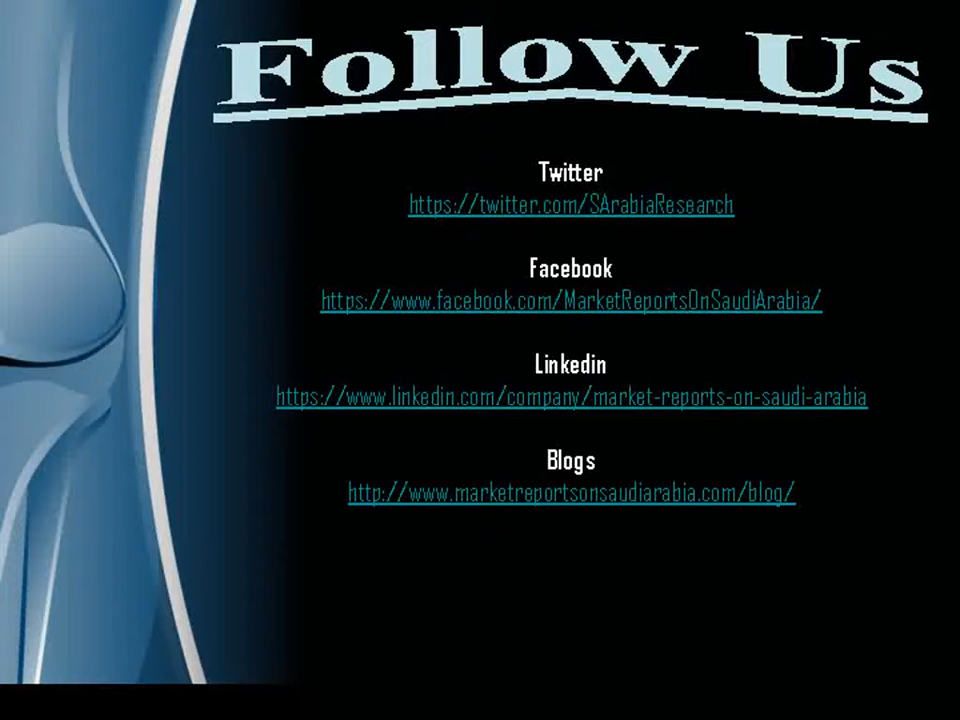 Follow Us
Twitter
https://twitter.com/SArabiaResearch
Facebook
https://www.facebook.com/MarketReportsOnSaudiArabia/
Linkedin
https://www.linkedin.com/company/market-reports-on-saudi-arabia
Blogs
http://www.marketreportsonsaudiarabia.com/blog/